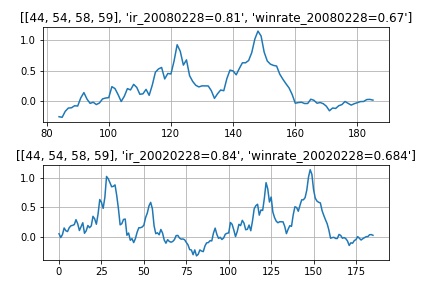 [[44, 54, 58, 59], 'ir_20080228=0.81', 'winrate_20080228=0.67']
1.0
0.5
0.0
80 100 120 140 160 180
[[44, 54, 58, 59], 'ir_20020228=0.84', 'winrate_20020228=0.684']
1.0
0.5
0.0
0 25 50 75 100 125 150 175